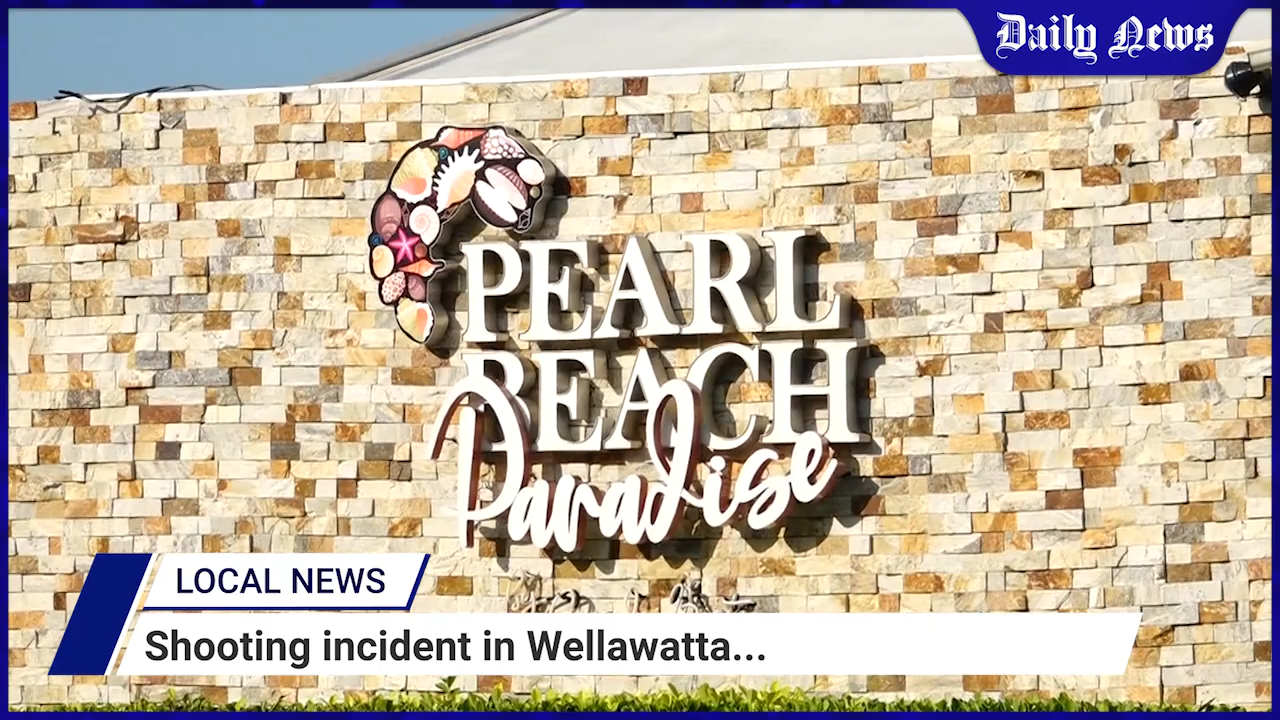 Daily News
PEARL
BEACH
Paradise
LOCAL NEWS
Shooting incident in Wellawatta...